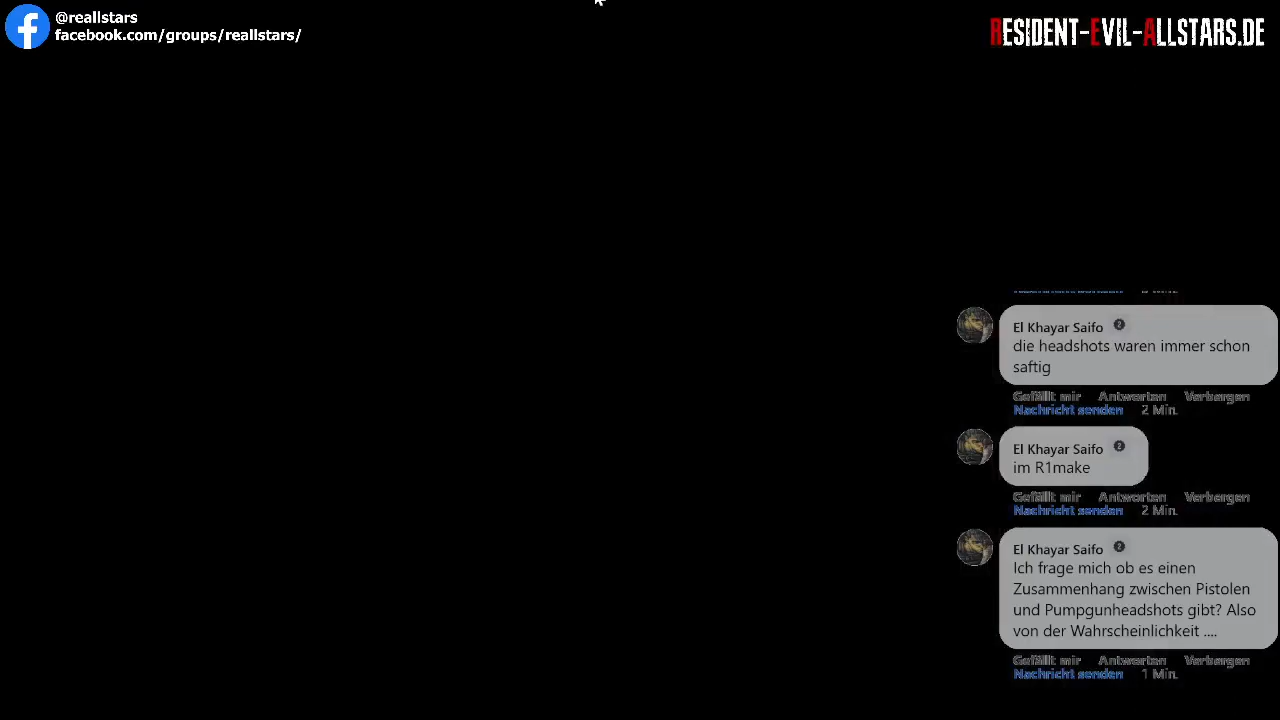 @reallstars
facebook.com/groups/reallstars/
RESIDENT-EVIL-ALLSTARS.DE
El Khayar Saifo 2
die headshots waren immer schon
saftig
Gefällt mir Antworten Verbergen
Nachricht senden 2 Min.
El Khayar Saifo 2
im R1make
Gefällt mir Antworten Verbergen
Nachricht senden 2 Min.
El Khayar Saifo 2
Ich frage mich ob es einen
Zusammenhang zwischen Pistolen
und Pumpgunheadshots gibt? Also
von der Wahrscheinlichkeit ....
Gefällt mir Antworten Verbergen
Nachricht senden 1 Min.